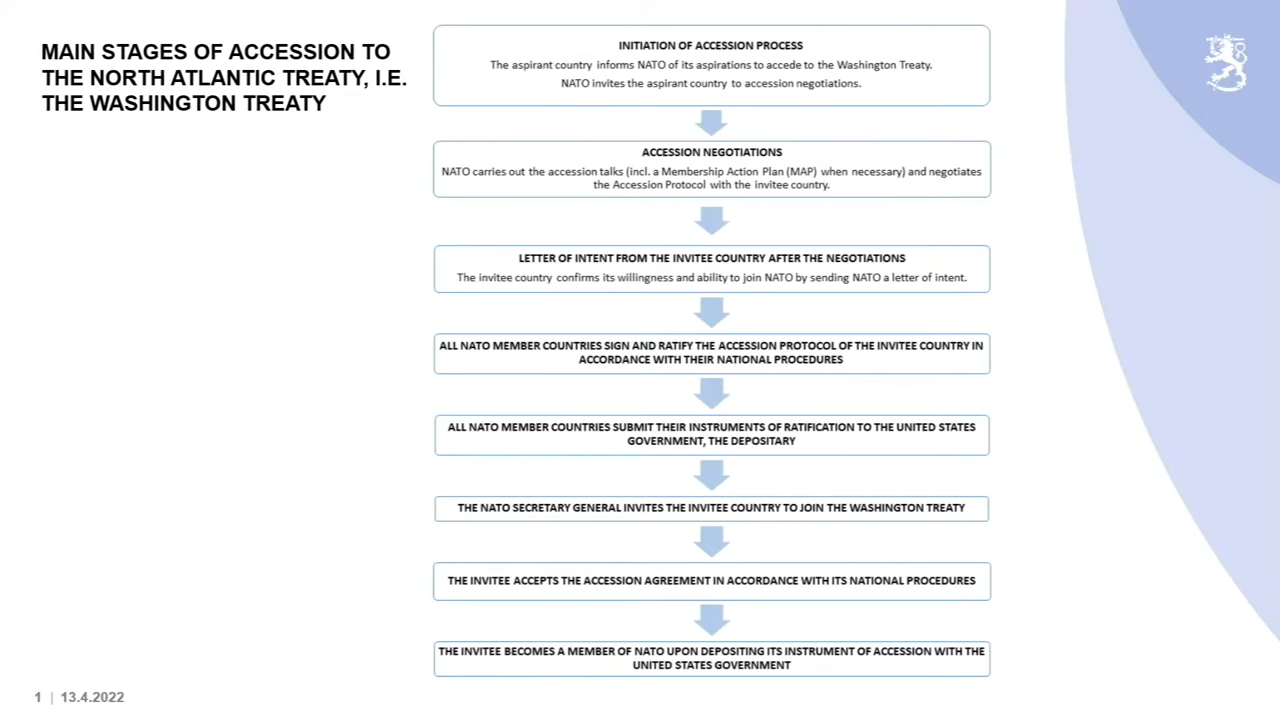 MAIN STAGES OF ACCESSION TO
THE NORTH ATLANTIC TREATY, I.E.
THE WASHINGTON TREATY
INITIATION OF ACCESSION PROCESS
The aspirant country informs NATO of its aspirations to accede to the Washington Treaty.
NATO invites the aspirant country to accession negotiations.
ACCESSION NEGOTIATIONS
NATO carries out the accession talks (incl. a Membership Action Plan (MAP) when necessary) and negotiates
the Accession Protocol with the invitee country.
LETTER OF INTENT FROM THE INVITEE COUNTRY AFTER THE NEGOTIATIONS
The invitee country confirms its willingness and ability to join NATO by sending NATO a letter of intent.
ALL NATO MEMBER COUNTRIES SIGN AND RATIFY THE ACCESSION PROTOCOL OF THE INVITEE COUNTRY IN
ACCORDANCE WITH THEIR NATIONAL PROCEDURES
ALL NATO MEMBER COUNTRIES SUBMIT THEIR INSTRUMENTS OF RATIFICATION TO THE UNITED STATES
GOVERNMENT, THE DEPOSITARY
THE NATO SECRETARY GENERAL INVITES THE INVITEE COUNTRY TO JOIN THE WASHINGTON TREATY
THE INVITEE ACCEPTS THE ACCESSION AGREEMENT IN ACCORDANCE WITH ITS NATIONAL PROCEDURES
THE INVITEE BECOMES A MEMBER OF NATO UPON DEPOSITING ITS INSTRUMENT OF ACCESSION WITH THE
UNITED STATES GOVERNMENT
1 | 13.4.2022